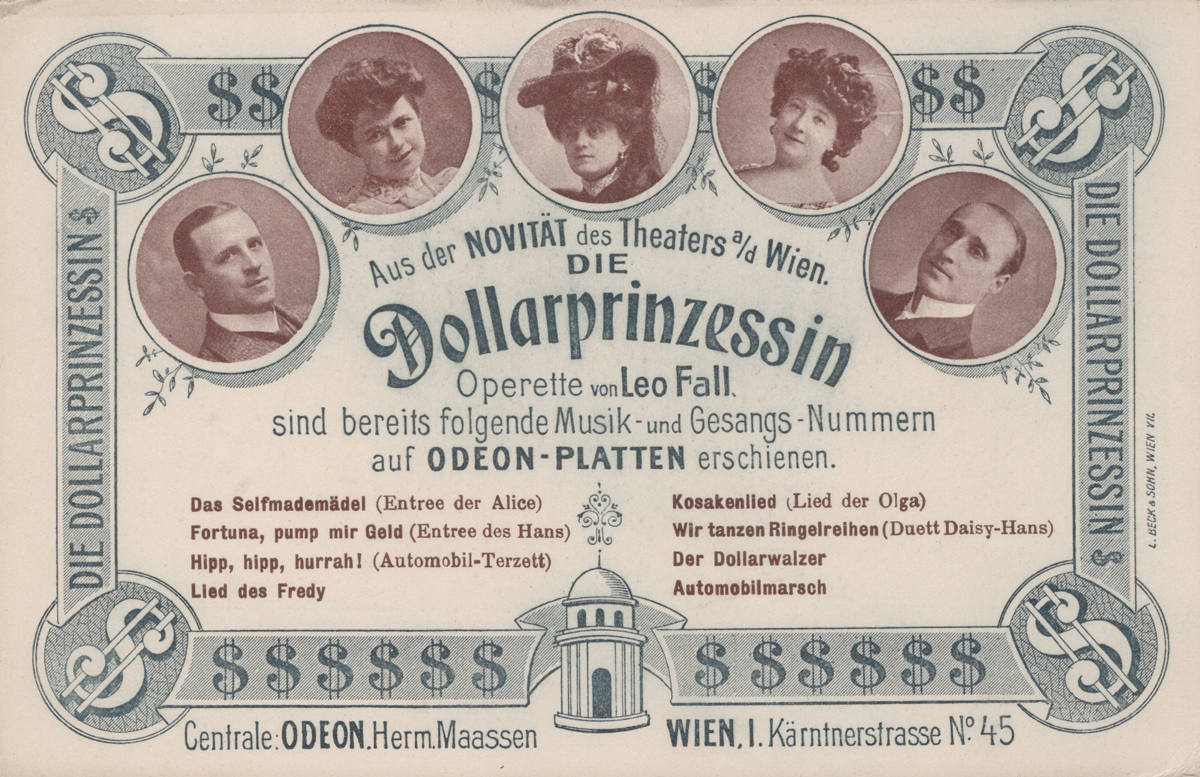 $$ $ $ $$
Aus der NOVITÄT des Theaters a/d Wien.
DIE
Dollarprinzessin
Operette von Leo Fall.
sind bereits folgende Musik- und Gesangs-Nummern
auf ODEON-PLATTEN erschienen.
Das Selfmademädel (Entree der Alice)
Fortuna, pump mir Geld (Entree des Hans)
Hipp, hipp, hurrah! (Automobil-Terzett)
Lied des Fredy
Kosakenlied (Lied der Olga)
Wir tanzen Ringelreihen (Duett Daisy-Hans)
Der Dollarwalzer
Automobilmarsch
DIE DOLLARPRINZESSIN $
DIE DOLLARPRINZESSIN $
$$$$$$ $$$$$$
Centrale: ODEON. Herm. Maassen WIEN, I. Kärntnerstrasse No. 45
L. BECK & SOHN, WIEN VII.